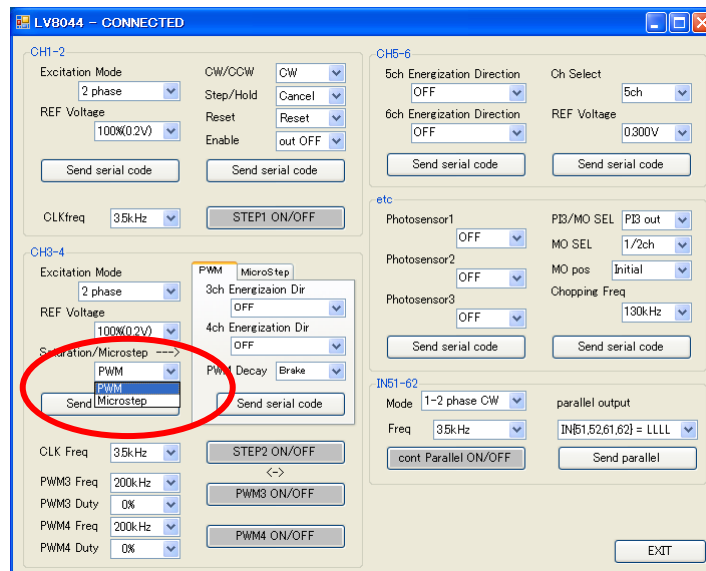 LV8044 - CONNECTED
CH1-2
Excitation Mode
2 phase
REF Voltage
100%(0.2V)
Send serial code
CW/CCW CW
Step/Hold Cancel
Reset Reset
Enable out OFF
Send serial code
CLKfreq 3.5kHz STEP1 ON/OFF
CH3-4
Excitation Mode
2 phase
REF Voltage
100%(0.2V)
Saturation/Microstep --->
PWM
PWM
Microstep
Send
PWM MicroStep
3ch Energizaion Dir
OFF
4ch Energization Dir
OFF
PWM Decay Brake
Send serial code
CLK Freq 3.5kHz STEP2 ON/OFF
<->
PWM3 Freq 200kHz PWM3 ON/OFF
PWM3 Duty 0%
PWM4 Freq 200kHz PWM4 ON/OFF
PWM4 Duty 0%
CH5-6
5ch Energization Direction
OFF
6ch Energization Direction
OFF
Send serial code
Ch Select
5ch
REF Voltage
0.300V
Send serial code
etc
Photosensor1
OFF
Photosensor2
OFF
Photosensor3
OFF
Send serial code
PI3/MO SEL PI3 out
MO SEL 1/2ch
MO pos Initial
Chopping Freq
130kHz
Send serial code
IN51-62
Mode 1-2 phase CW
Freq 3.5kHz
cont Parallel ON/OFF
parallel output
IN{51,52,61,62} = LLLL
Send parallel
EXIT